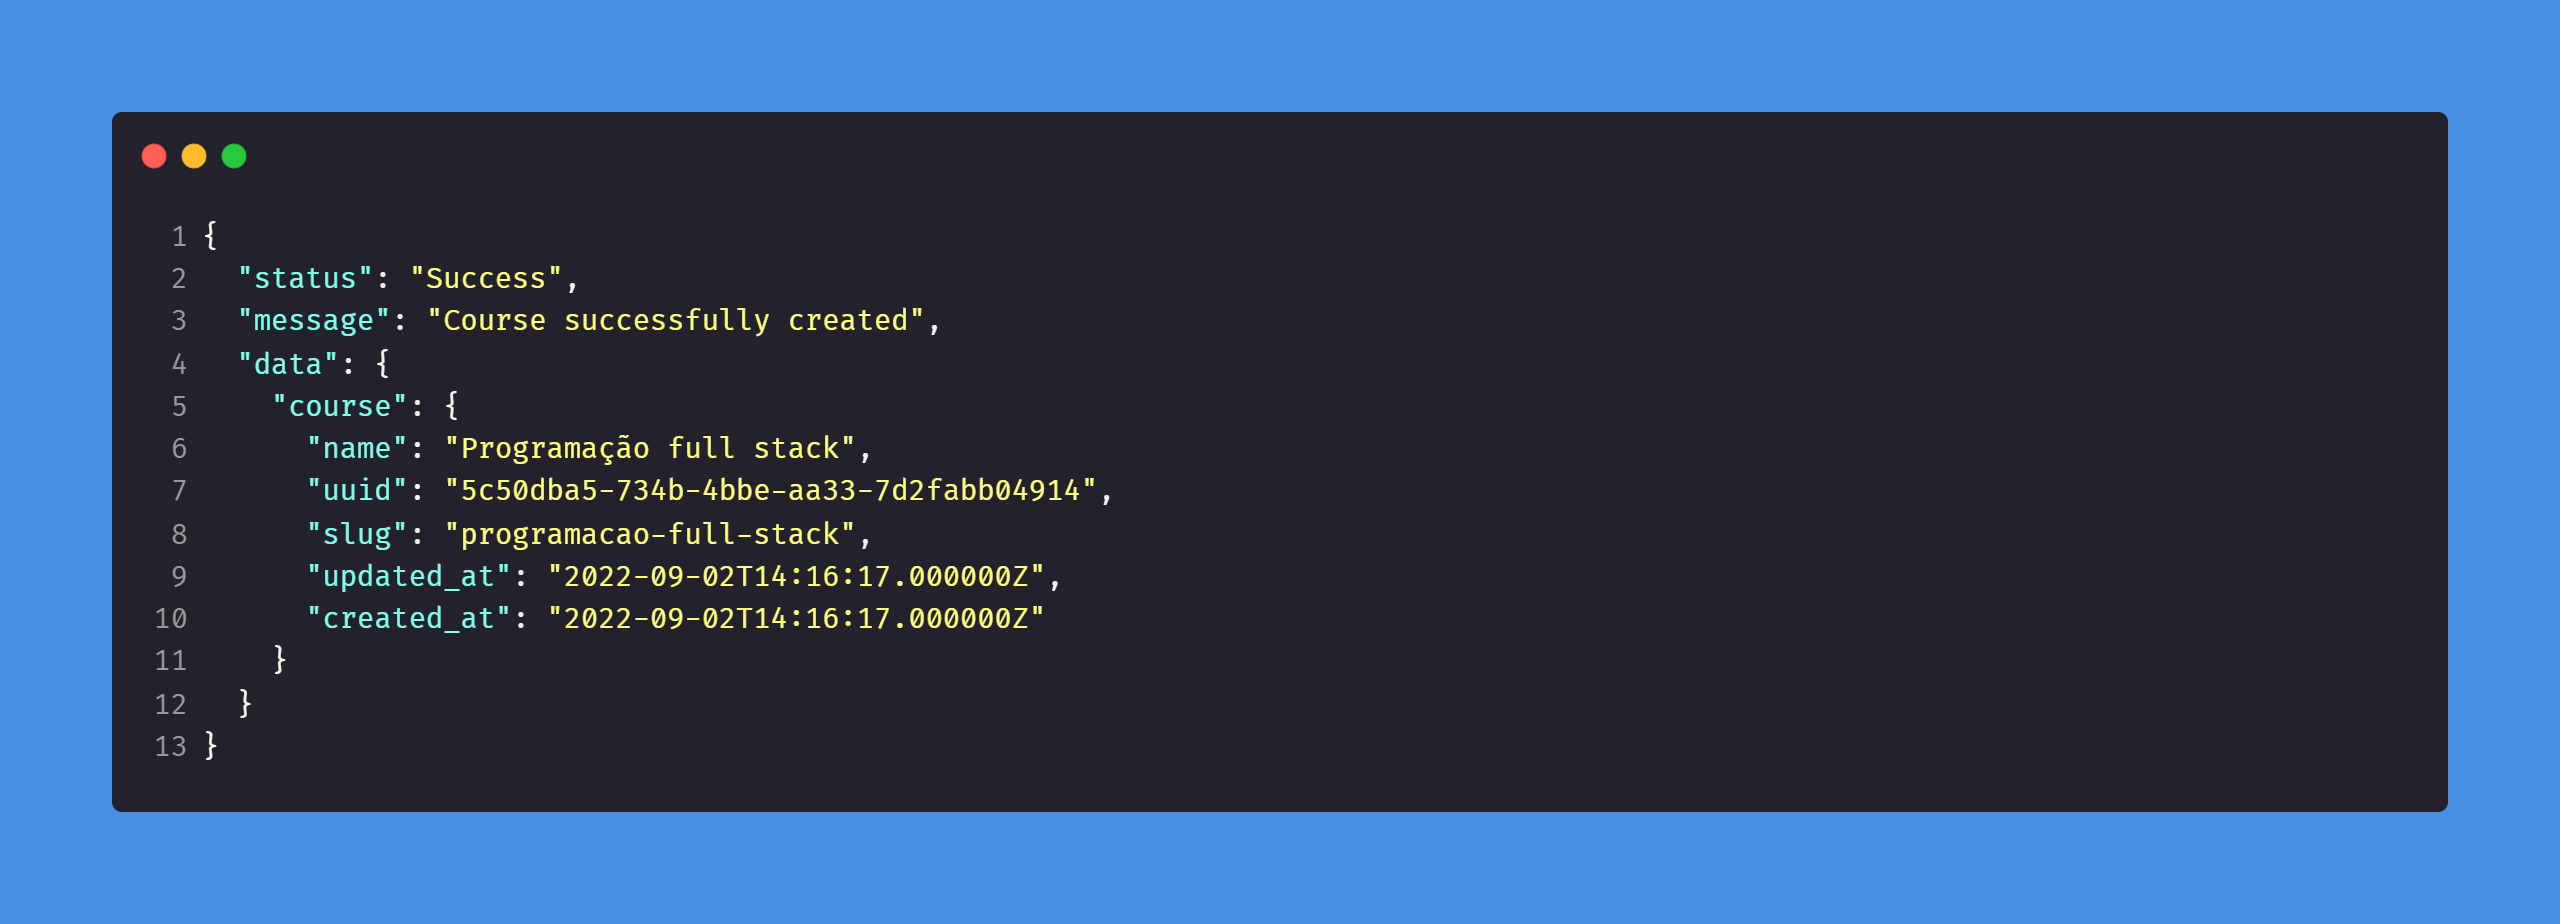 1 {
2   "status": "Success",
3   "message": "Course successfully created",
4   "data": {
5     "course": {
6       "name": "Programação full stack",
7       "uuid": "5c50dba5-734b-4bbe-aa33-7d2fabb04914",
8       "slug": "programacao-full-stack",
9       "updated_at": "2022-09-02T14:16:17.000000Z",
10       "created_at": "2022-09-02T14:16:17.000000Z"
11     }
12   }
13 }